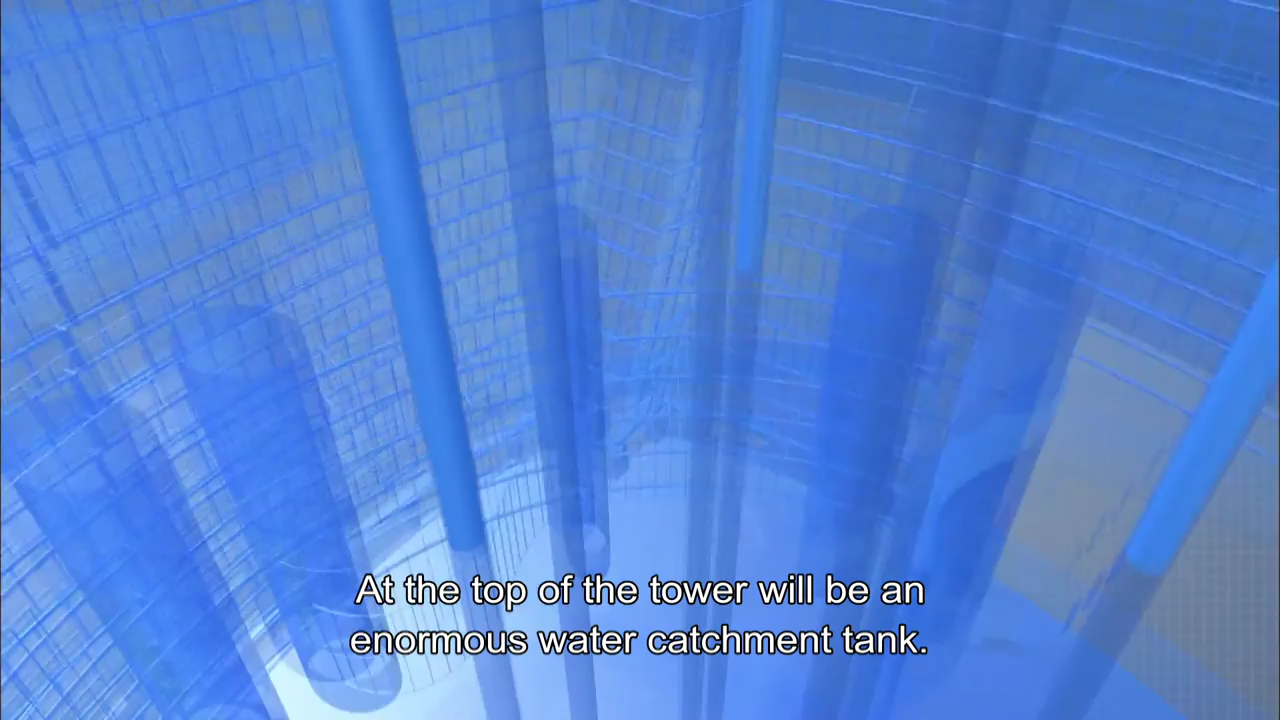 At the top of the tower will be an
enormous water catchment tank.